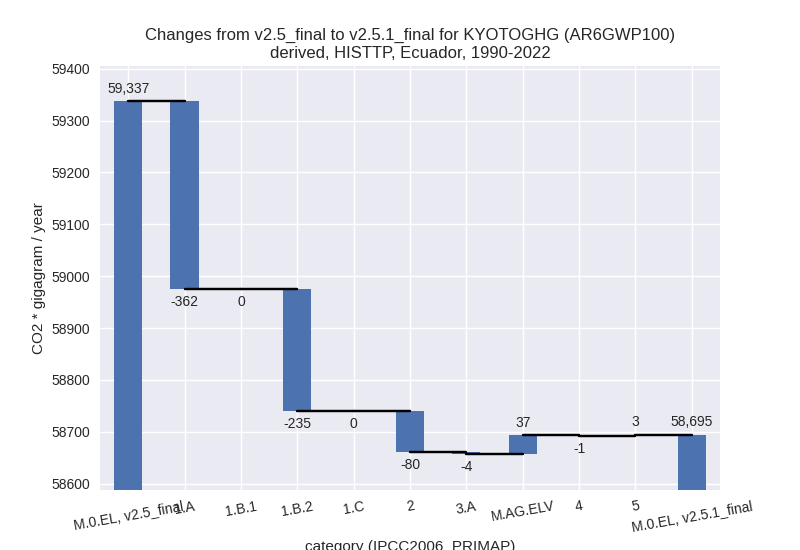 Changes from v2.5_final to v2.5.1_final for KYOTOGHG (AR6GWP100)
derived, HISTTP, Ecuador, 1990-2022
CO2 * gigagram / year
59400
59300
59200
59100
59000
58900
58800
58700
58600
59,337
-362
0
-235
0
-80
-4
37
-1
3
58,695
M.0.EL, v2.5_final
1.A
1.B.1
1.B.2
1.C
2
3.A
M.AG.ELV
4
5
M.0.EL, v2.5.1_final
category (IPCC2006_PRIMAP)